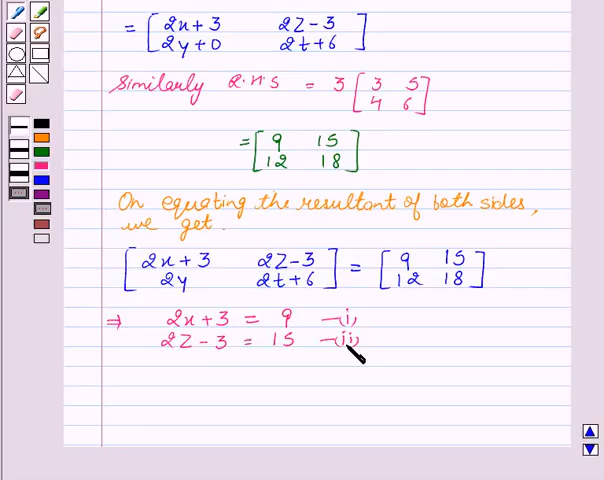 = [ 2x+3 2Z-3
2y+0 2t+6 ]
Similarly R.H.S = 3 [ 3 5
4 6 ]
= [ 9 15
12 18 ]
On equating the resultant of both sides,
we get.
[ 2x+3 2Z-3
2y 2t+6 ] = [ 9 15
12 18 ]
⇒ 2x+3 = 9 —(i)
2Z-3 = 15 —(ii)